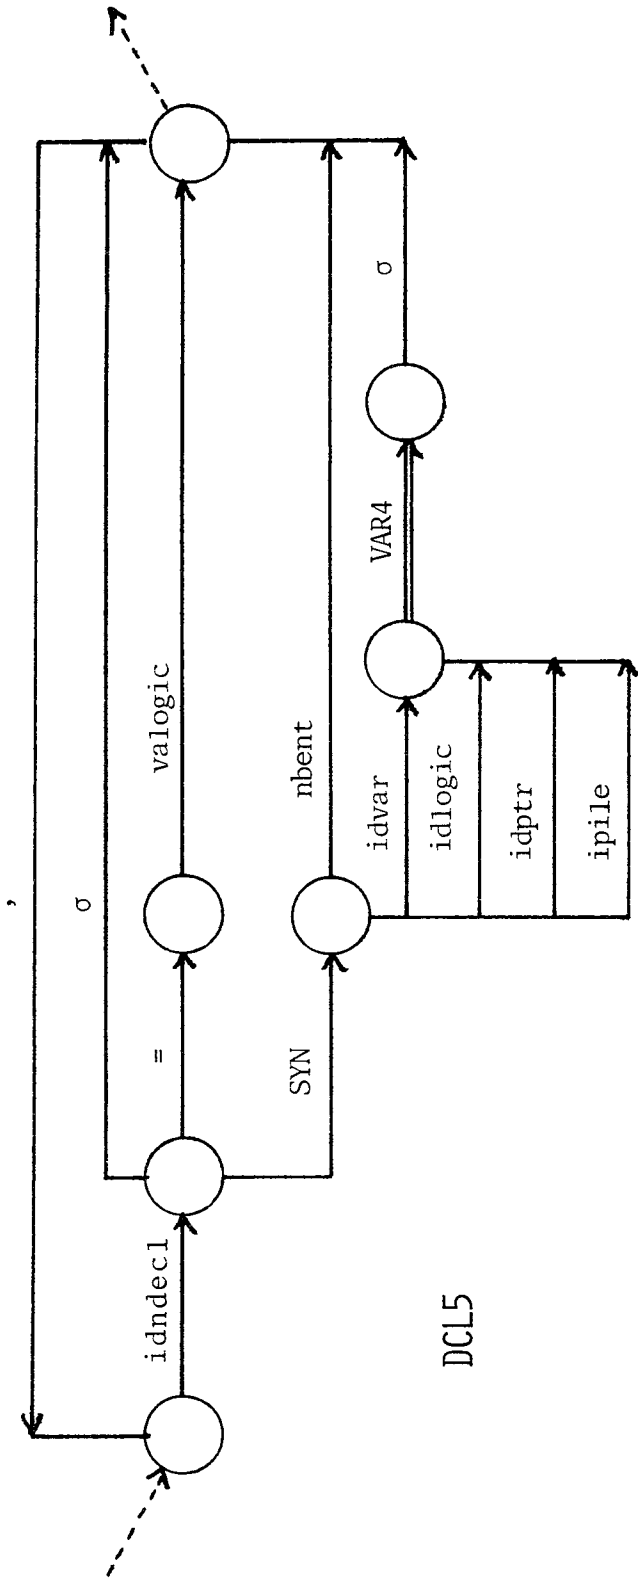 ,
σ
idndecl
=
valogic
SYN
nbent
idvar
VAR4
σ
idlogic
idptr
ipile
DCL5